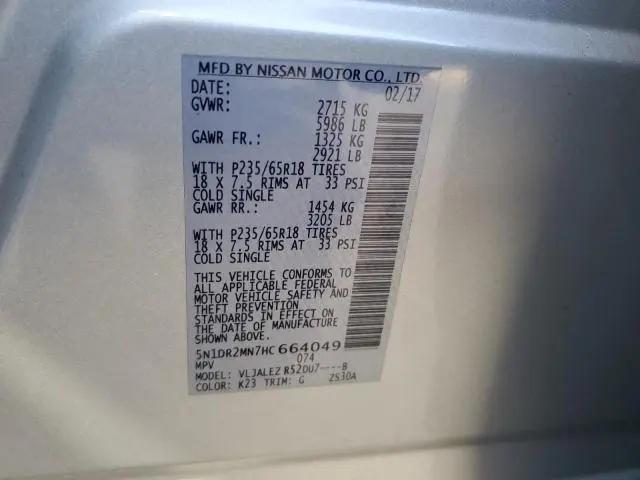 MFD BY NISSAN MOTOR CO., LTD.
DATE: 02/17
GVWR: 2715 KG
5986 LB
GAWR FR.: 1325 KG
2921 LB
WITH P235/65R18 TIRES
18 X 7.5 RIMS AT 33 PSI
COLD SINGLE
GAWR RR.: 1454 KG
3205 LB
WITH P235/65R18 TIRES
18 X 7.5 RIMS AT 33 PSI
COLD SINGLE
THIS VEHICLE CONFORMS TO
ALL APPLICABLE FEDERAL
MOTOR VEHICLE SAFETY AND
THEFT PREVENTION
STANDARDS IN EFFECT ON
THE DATE OF MANUFACTURE
SHOWN ABOVE.
5N1DR2MN7HC664049
MPV 074
MODEL: VLJALEZ R52DU7----B
COLOR: K23 TRIM: G ZS30A